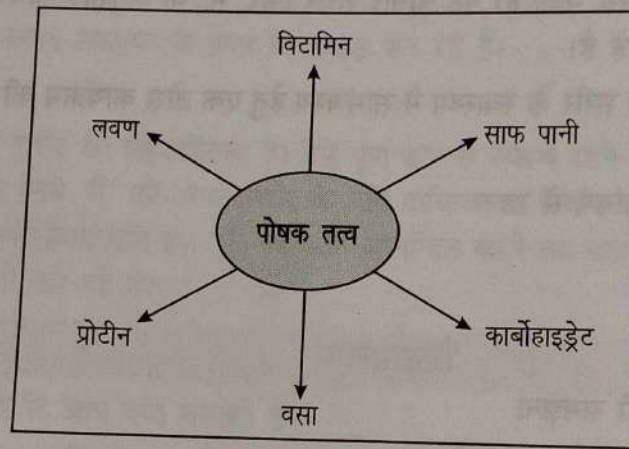 विटामिन
लवण
साफ पानी
पोषक तत्व
प्रोटीन
कार्बोहाइड्रेट
वसा